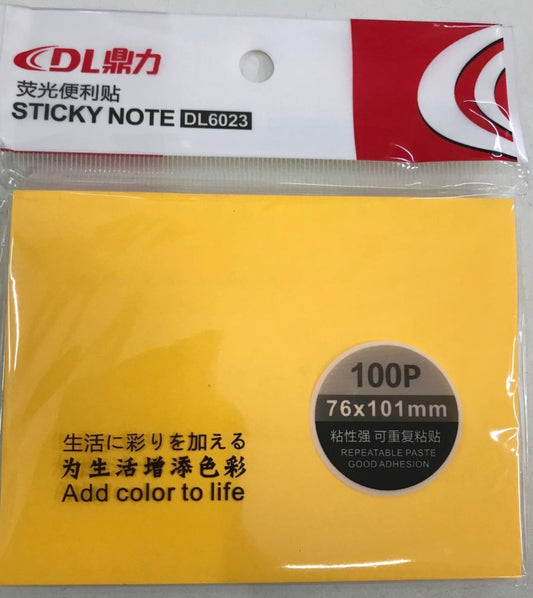 CDL鼎力
荧光便利贴
STICKY NOTE DL6023
100P
76x101mm
粘性强 可重复粘贴
REPEATABLE PASTE
GOOD ADHESION
生活に彩りを加える
为生活增添色彩
Add color to life